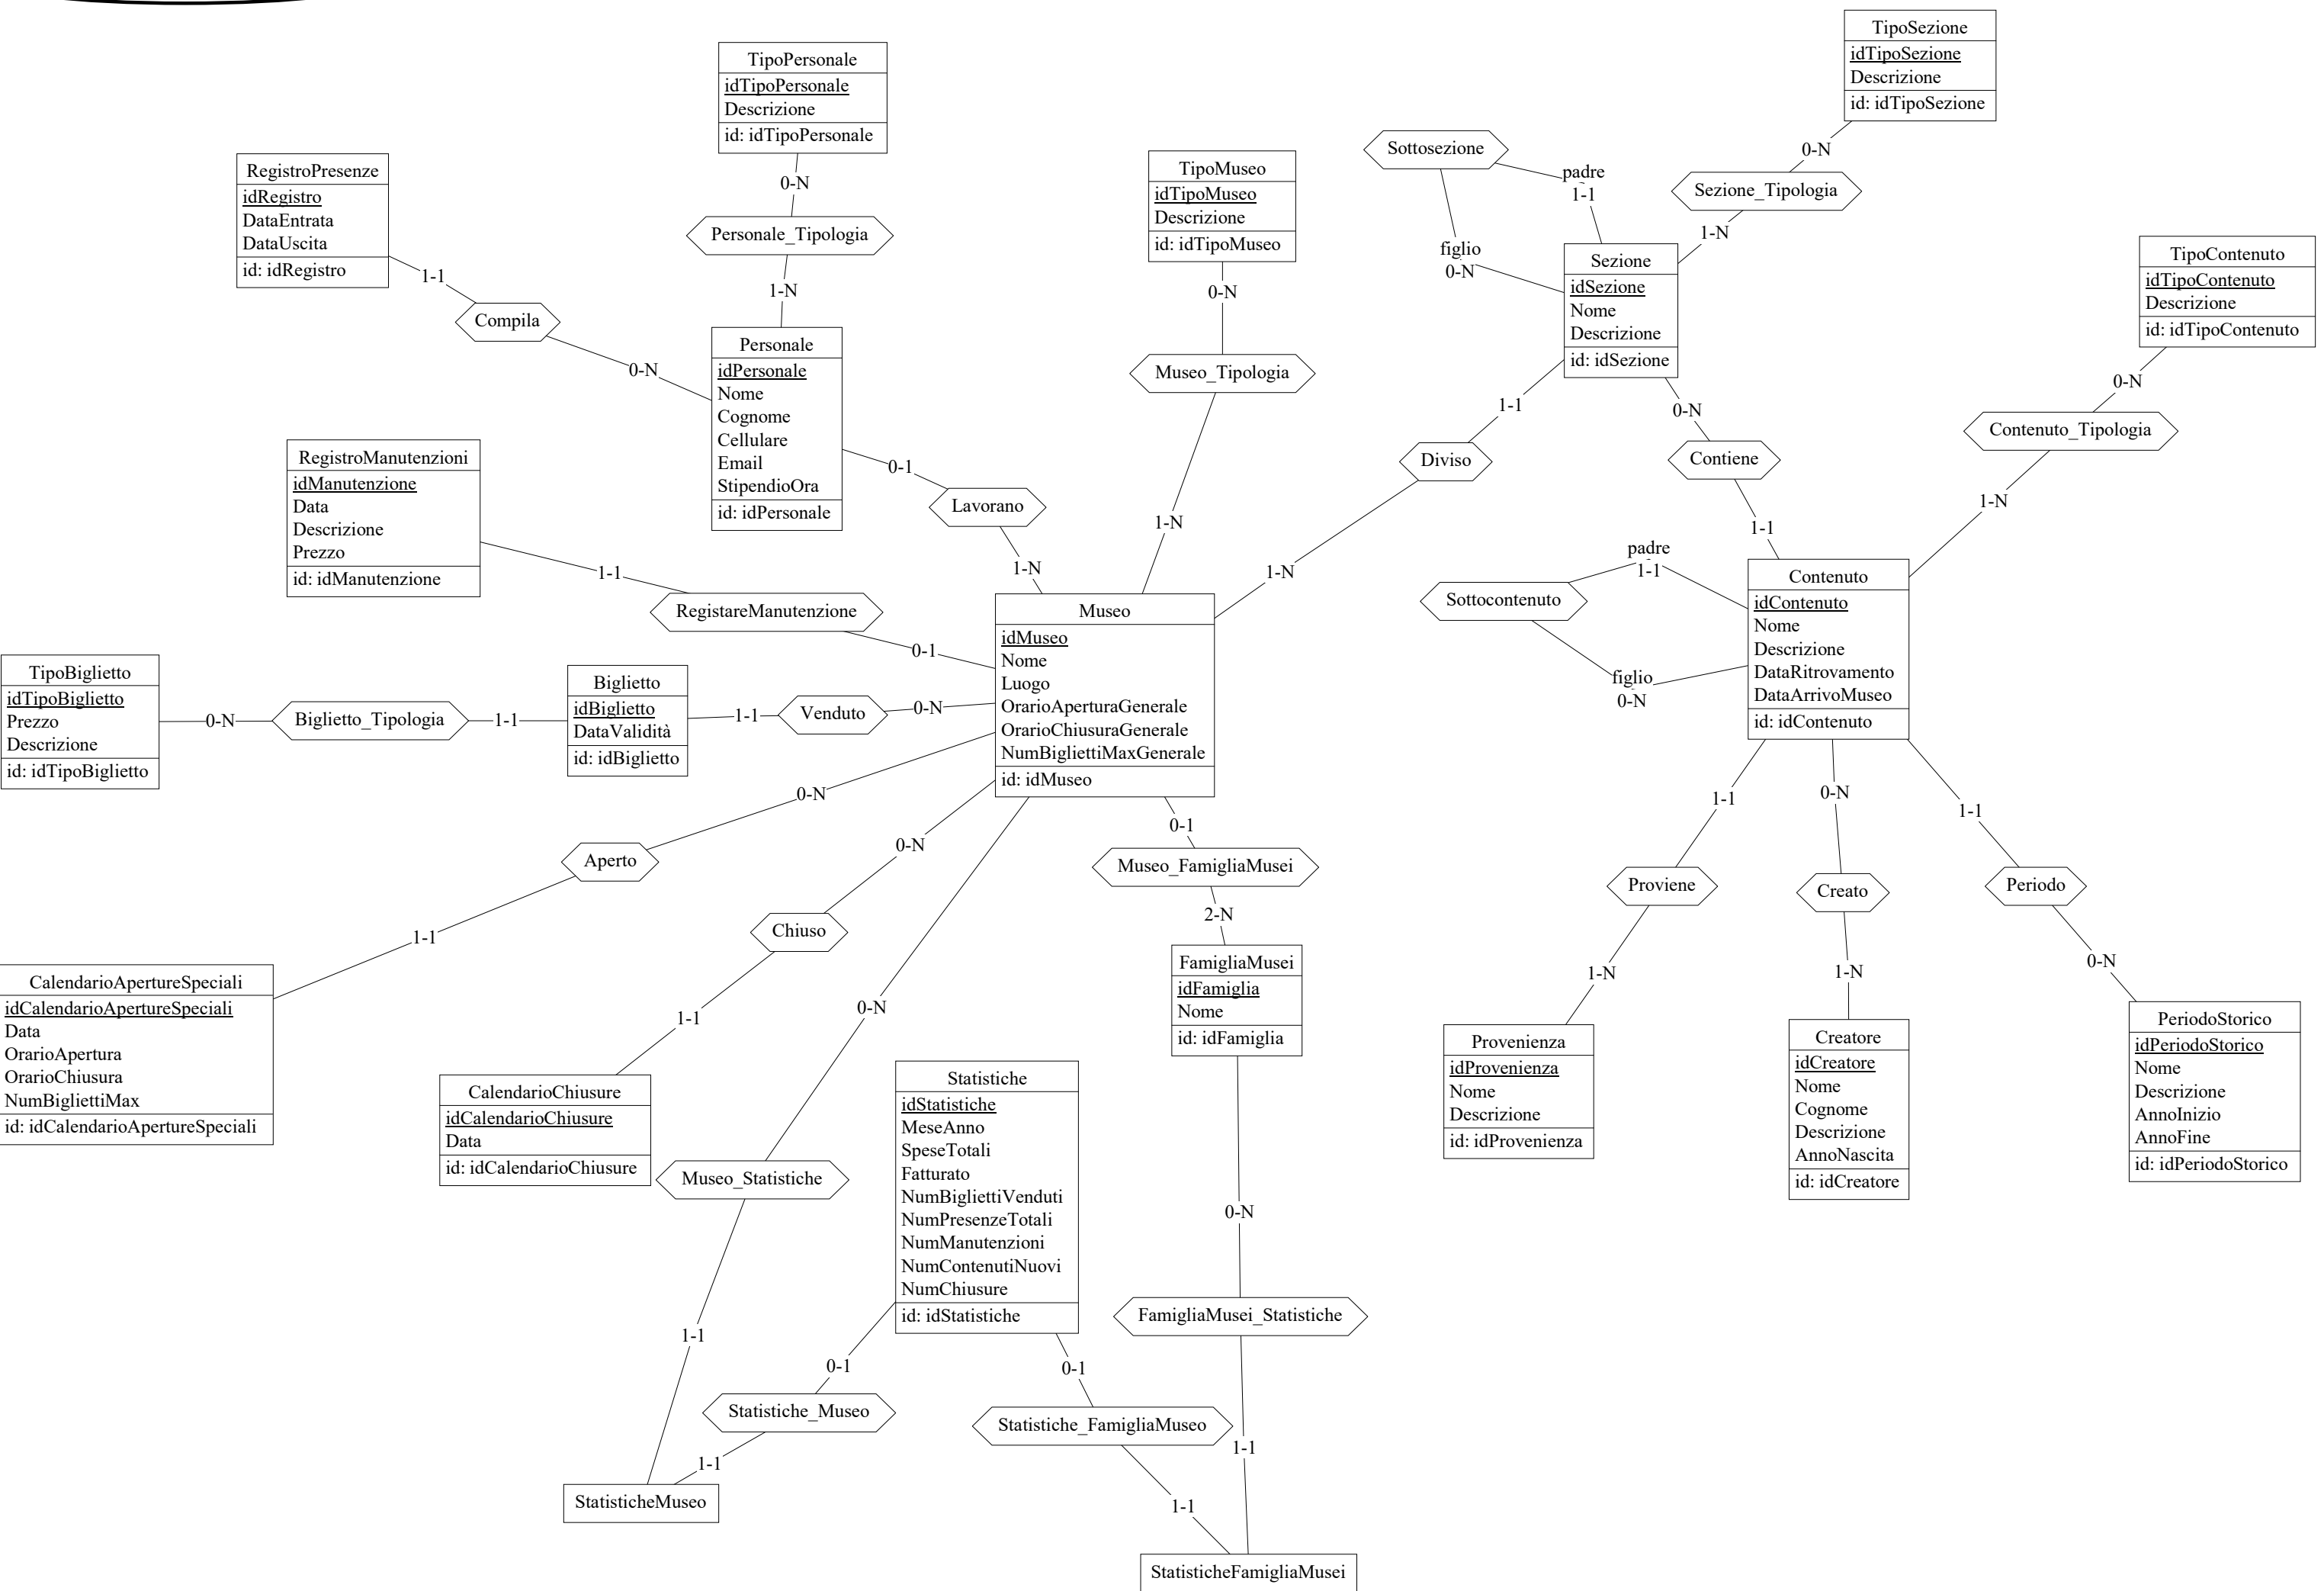 TipoSezione
idTipoSezione
Descrizione
id: idTipoSezione
0-N
Sezione_Tipologia
1-N
TipoPersonale
idTipoPersonale
Descrizione
id: idTipoPersonale
0-N
Personale_Tipologia
1-N
RegistroPresenze
idRegistro
DataEntrata
DataUscita
id: idRegistro
1-1
Compila
0-N
Personale
idPersonale
Nome
Cognome
Cellulare
Email
StipendioOra
id: idPersonale
0-1
Lavorano
1-N
TipoMuseo
idTipoMuseo
Descrizione
id: idTipoMuseo
0-N
Museo_Tipologia
1-N
Sottosezione
padre
1-1
figlio
0-N
Sezione
idSezione
Nome
Descrizione
id: idSezione
1-1
Diviso
1-N
0-N
Contiene
1-1
TipoContenuto
idTipoContenuto
Descrizione
id: idTipoContenuto
0-N
Contenuto_Tipologia
1-N
RegistroManutenzioni
idManutenzione
Data
Descrizione
Prezzo
id: idManutenzione
1-1
RegistareManutenzione
0-1
Museo
idMuseo
Nome
Luogo
OrarioAperturaGenerale
OrarioChiusuraGenerale
NumBigliettiMaxGenerale
id: idMuseo
Sottocontenuto
padre
1-1
figlio
0-N
Contenuto
idContenuto
Nome
Descrizione
DataRitrovamento
DataArrivoMuseo
id: idContenuto
TipoBiglietto
idTipoBiglietto
Prezzo
Descrizione
id: idTipoBiglietto
0-N
Biglietto_Tipologia
1-1
Biglietto
idBiglietto
DataValidità
id: idBiglietto
1-1
Venduto
0-N
0-N
Aperto
1-1
CalendarioApertureSpeciali
idCalendarioApertureSpeciali
Data
OrarioApertura
OrarioChiusura
NumBigliettiMax
id: idCalendarioApertureSpeciali
0-N
Chiuso
1-1
CalendarioChiusure
idCalendarioChiusure
Data
id: idCalendarioChiusure
0-N
Museo_Statistiche
1-1
0-1
Museo_FamigliaMusei
2-N
FamigliaMusei
idFamiglia
Nome
id: idFamiglia
0-N
FamigliaMusei_Statistiche
1-1
1-1
Proviene
1-N
Provenienza
idProvenienza
Nome
Descrizione
id: idProvenienza
0-N
Creato
1-N
Creatore
idCreatore
Nome
Cognome
Descrizione
AnnoNascita
id: idCreatore
1-1
Periodo
0-N
PeriodoStorico
idPeriodoStorico
Nome
Descrizione
AnnoInizio
AnnoFine
id: idPeriodoStorico
Statistiche
idStatistiche
MeseAnno
SpeseTotali
Fatturato
NumBigliettiVenduti
NumPresenzeTotali
NumManutenzioni
NumContenutiNuovi
NumChiusure
id: idStatistiche
0-1
Statistiche_Museo
1-1
0-1
Statistiche_FamigliaMuseo
1-1
StatisticheMuseo
StatisticheFamigliaMusei